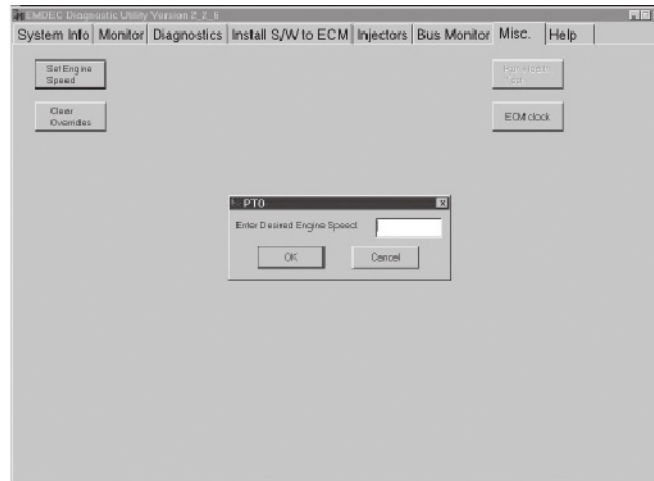 EMDEC Diagnostic Utility Version 2_2_6
System Info Monitor Diagnostics Install S/W to ECM Injectors Bus Monitor Misc. Help
Set Engine
Speed
Clear
Overrides
Test
ECM clock
PTO
Enter Desired Engine Speed
OK
Cancel